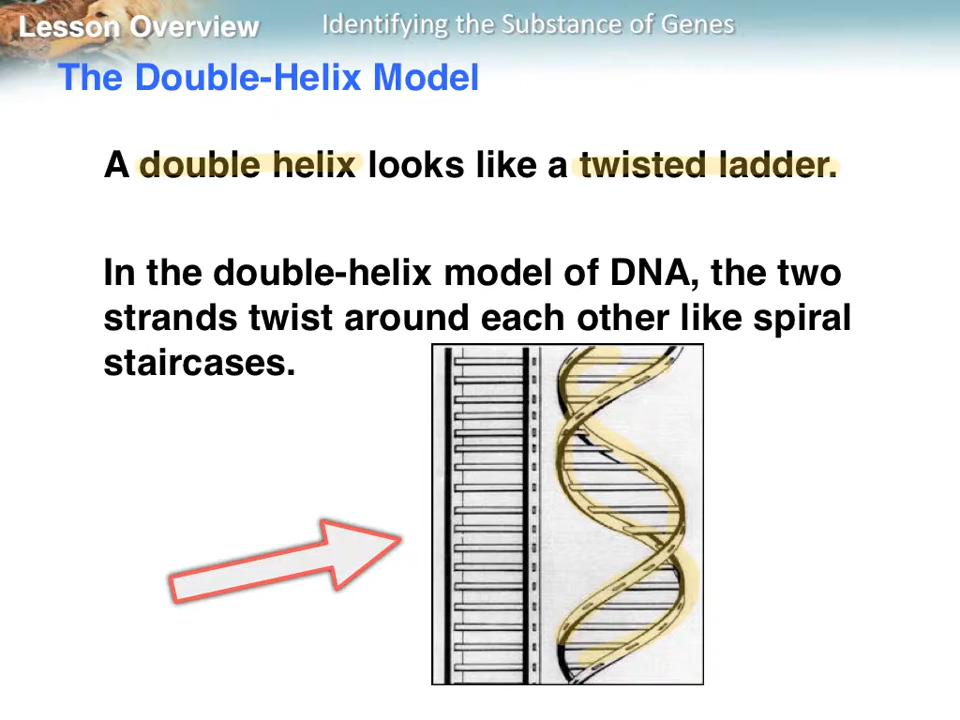 Lesson Overview
Identifying the Substance of Genes
The Double-Helix Model
A double helix looks like a twisted ladder.
In the double-helix model of DNA, the two
strands twist around each other like spiral
staircases.